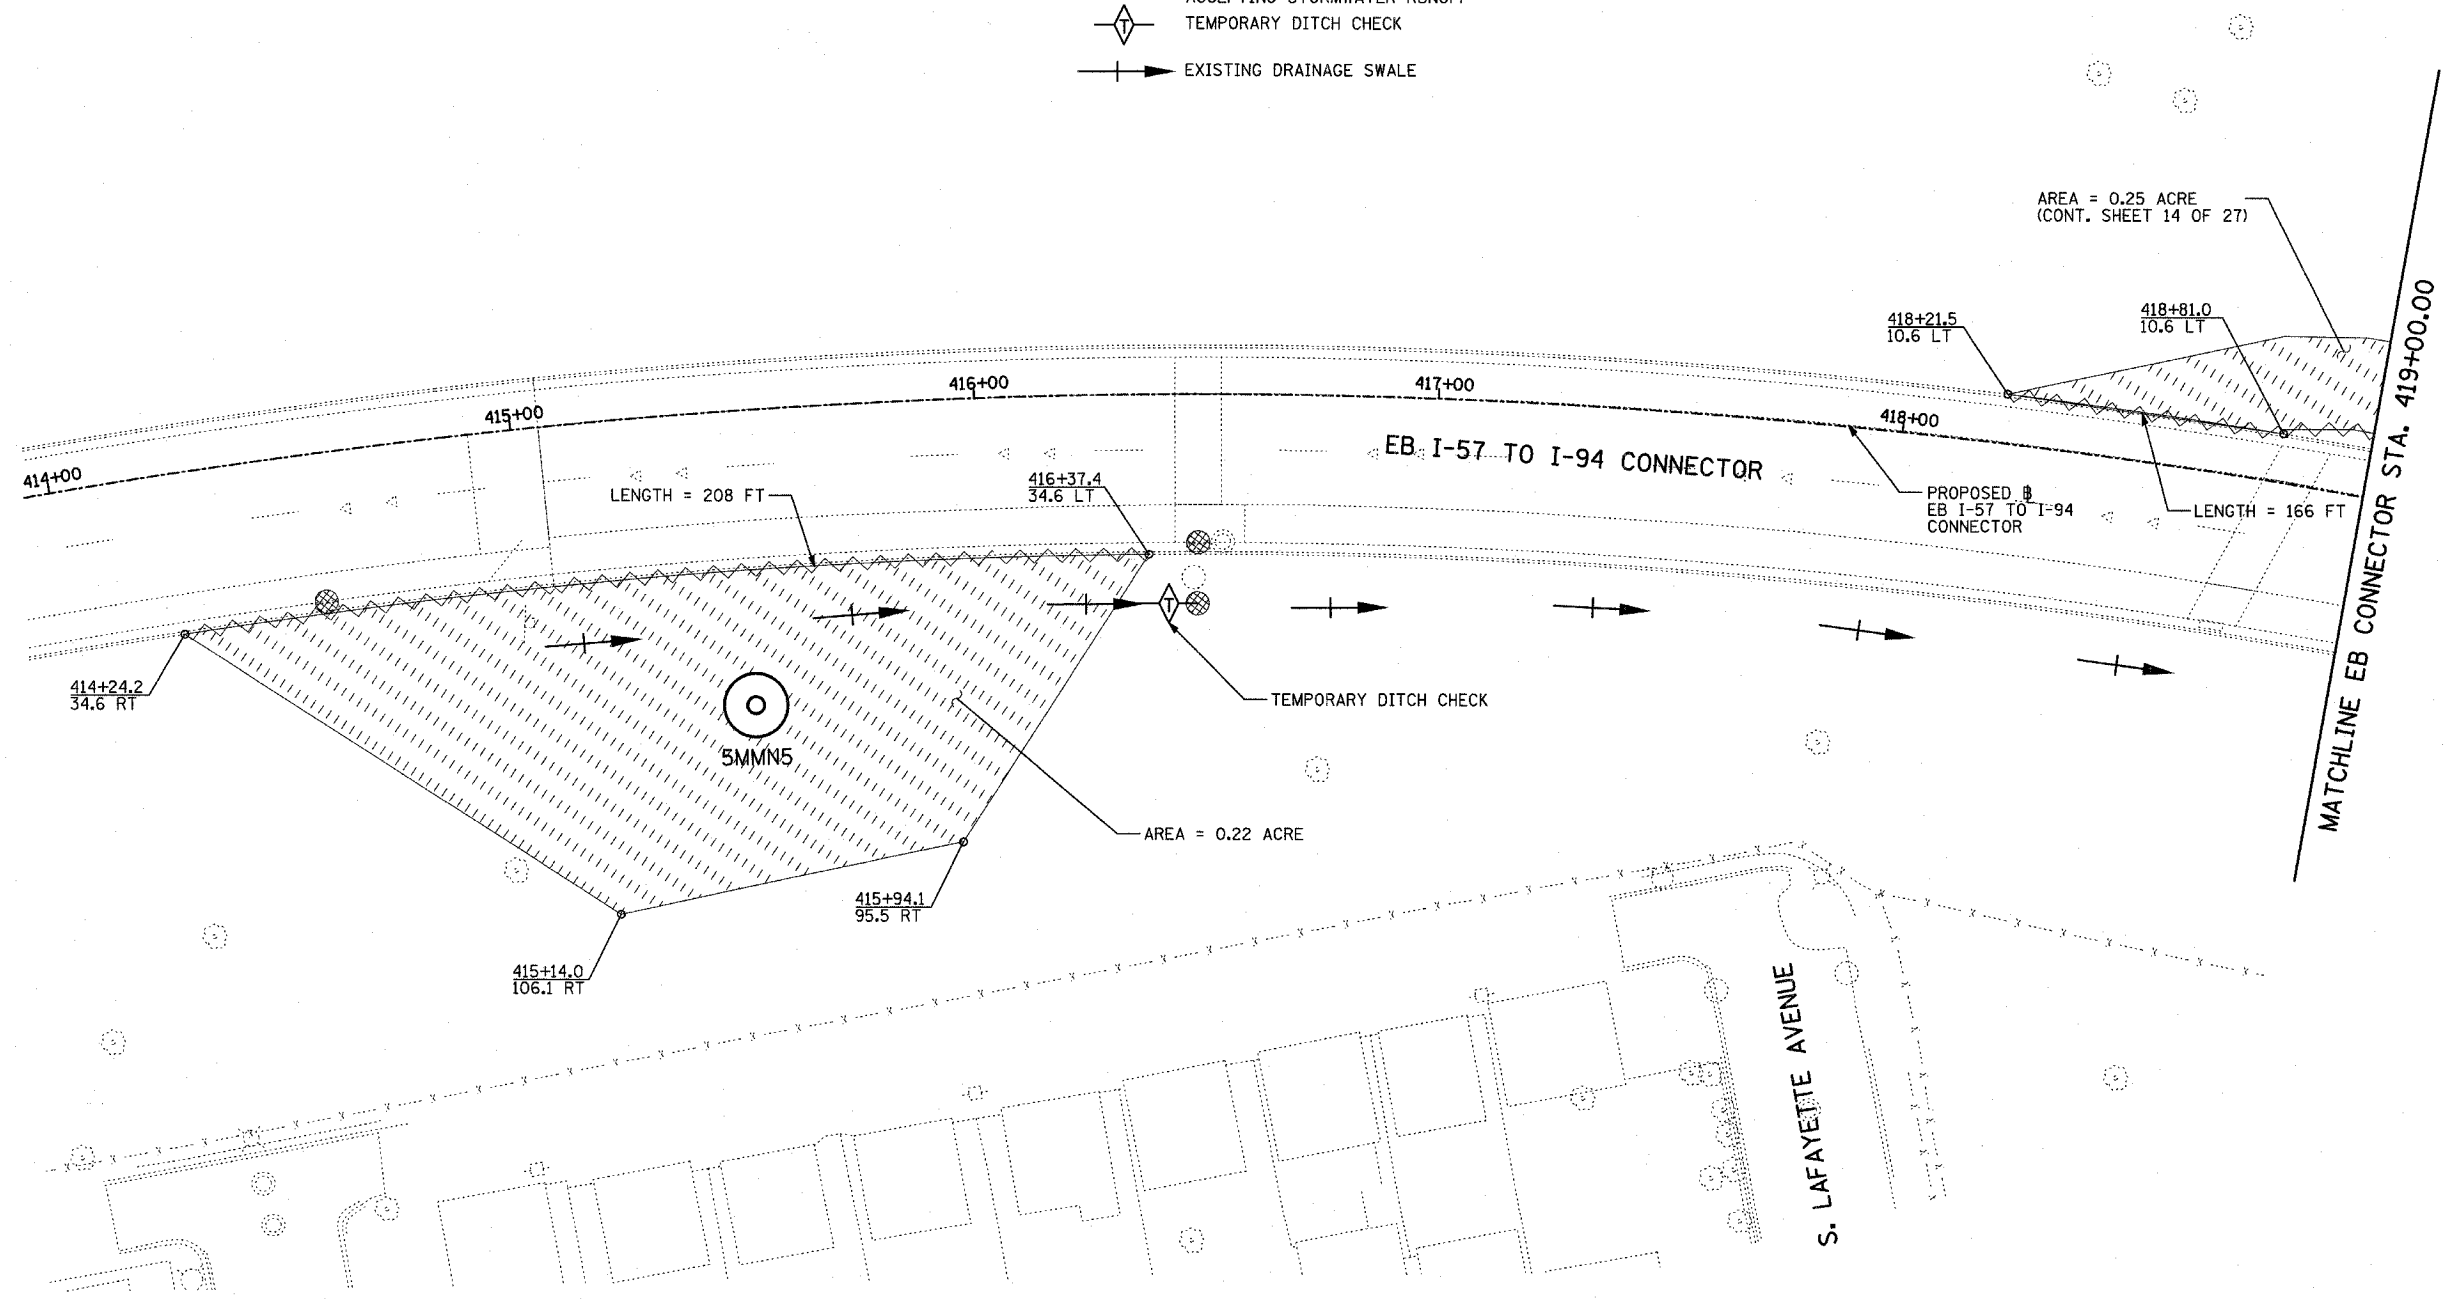 TEMPORARY DITCH CHECK
T
EXISTING DRAINAGE SWALE
AREA = 0.25 ACRE
(CONT. SHEET 14 OF 27)
418+21.5
10.6 LT
418+81.0
10.6 LT
414+00
415+00
416+00
417+00
418+00
EB I-57 TO I-94 CONNECTOR
LENGTH = 208 FT
416+37.4
34.6 LT
PROPOSED
EB I-57 TO I-94
CONNECTOR
LENGTH = 166 FT
MATCHLINE EB CONNECTOR STA. 419+00.00
414+24.2
34.6 RT
T
TEMPORARY DITCH CHECK
5MMN5
AREA = 0.22 ACRE
415+94.1
95.5 RT
415+14.0
106.1 RT
S. LAFAYETTE AVENUE